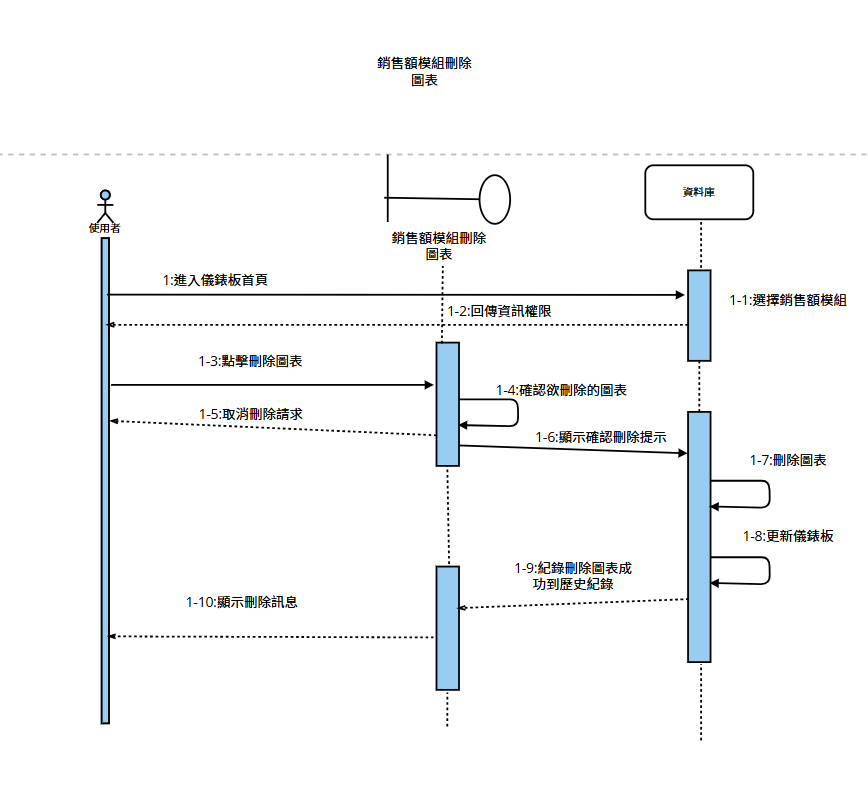 銷售額模組刪除
圖表
資料庫
使用者
銷售額模組刪除
圖表
1:進入儀錶板首頁
1-1:選擇銷售額模組
1-2:回傳資訊權限
1-3:點擊刪除圖表
1-4:確認欲刪除的圖表
1-5:取消刪除請求
1-6:顯示確認刪除提示
1-7:刪除圖表
1-8:更新儀錶板
1-9:紀錄刪除圖表成
功到歷史紀錄
1-10:顯示刪除訊息